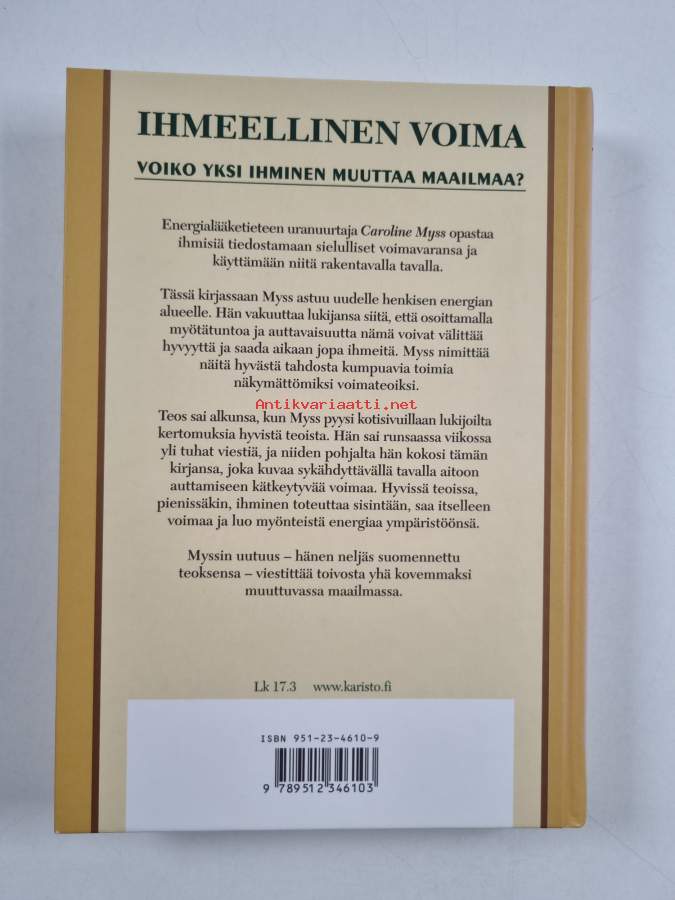 IHMEELLINEN VOIMA
VOIKO YKSI IHMINEN MUUTTAA MAAILMAA?
Energialääketieteen uranuurtaja Caroline Myss opastaa
ihmisiä tiedostamaan sielulliset voimavaransa ja
käyttämään niitä rakentavalla tavalla.
Tässä kirjassaan Myss astuu uudelle henkisen energian
alueelle. Hän vakuuttaa lukijansa siitä, että osoittamalla
myötätuntoa ja auttavaisuutta nämä voivat välittää
hyvyyttä ja saada aikaan jopa ihmeitä. Myss nimittää
näitä hyvästä tahdosta kumpuavia toimia
näkymättömiksi voimateoiksi.
Antikvariaatti.net
Teos sai alkunsa, kun Myss pyysi kotisivuillaan lukijoilta
kertomuksia hyvistä teoista. Hän sai runsaassa viikossa
yli tuhat viestiä, ja niiden pohjalta hän kokosi tämän
kirjansa, joka kuvaa sykähdyttävällä tavalla aitoon
auttamiseen kätkeytyvää voimaa. Hyvissä teoissa,
pienissäkin, ihminen toteuttaa sisintään, saa itselleen
voimaa ja luo myönteistä energiaa ympäristöönsä.
Myssin uutuus – hänen neljäs suomennettu
teoksensa – viestittää toivosta yhä kovemmaksi
muuttuvassa maailmassa.
Lk 17.3 www.karisto.fi
ISBN 951-23-4610-9
9 789512 346103